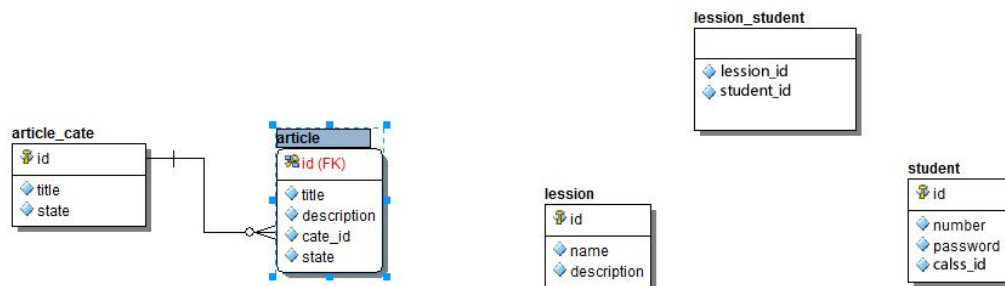 lession_student
lession_id
student_id
article_cate
id
title
state
article
id (FK)
title
description
cate_id
state
lession
id
name
description
student
id
number
password
calss_id